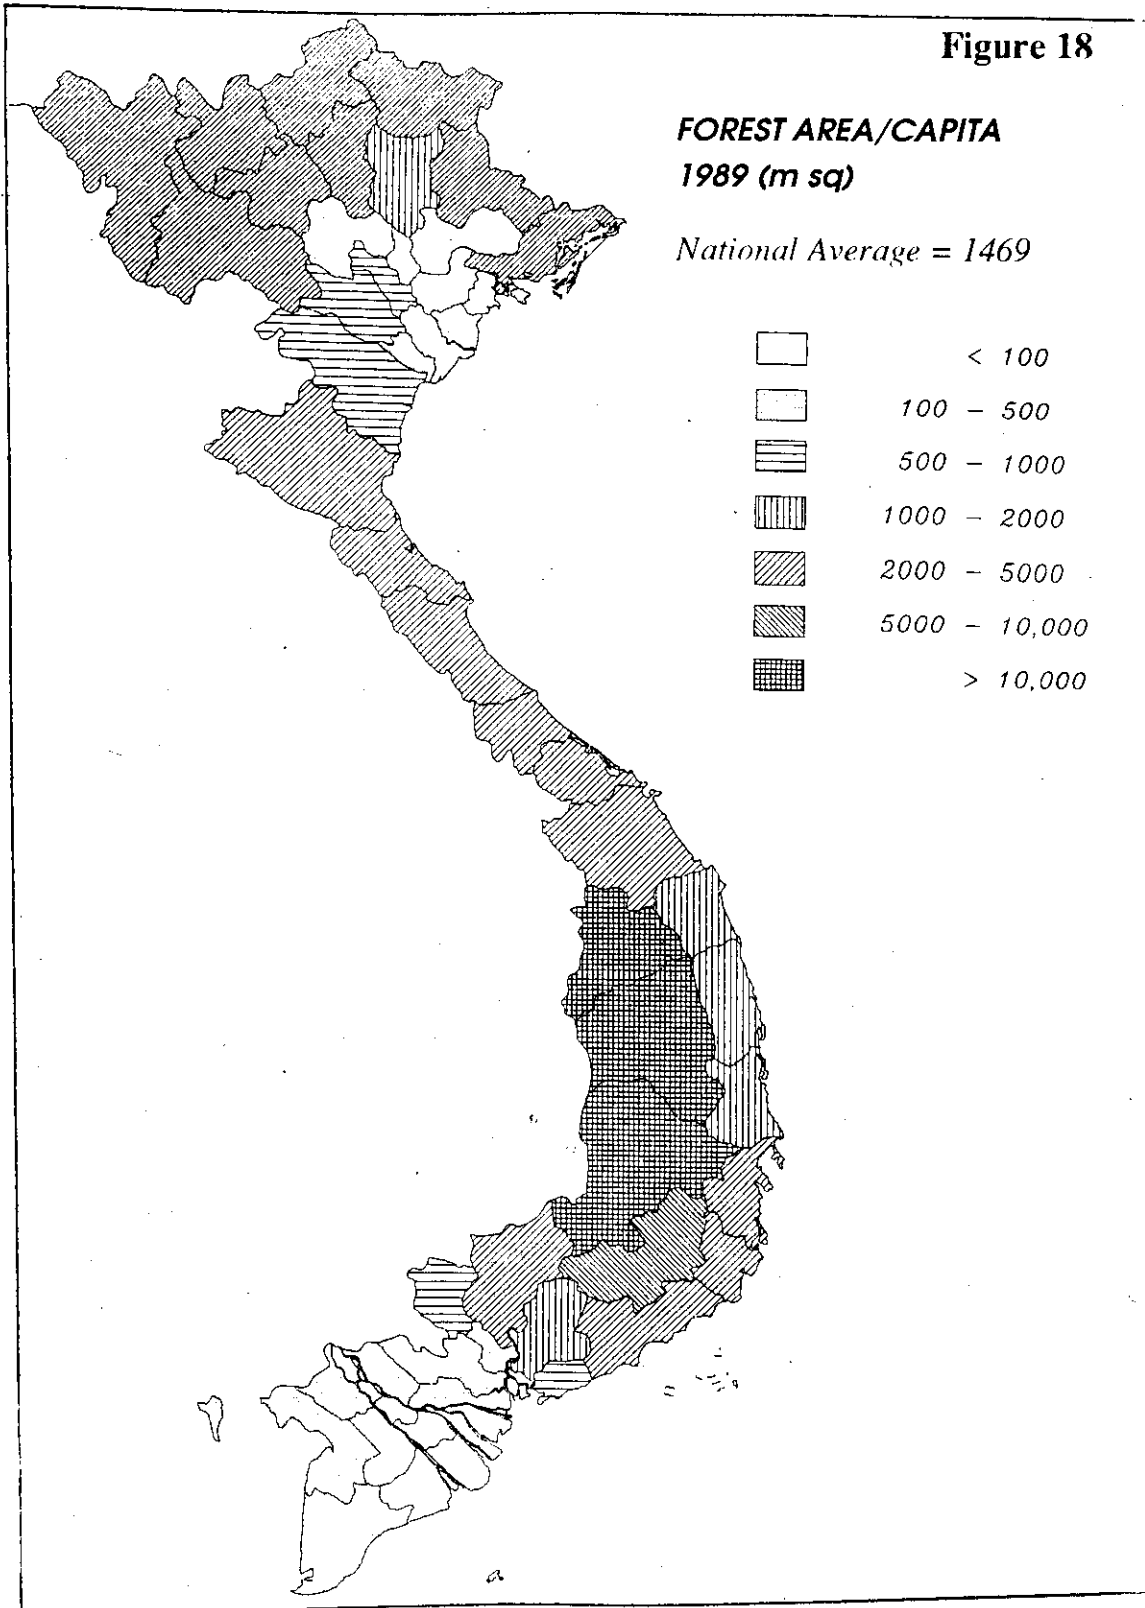 Figure 18
FOREST AREA/CAPITA
1989 (m sq)
National Average = 1469
< 100
100 – 500
500 – 1000
1000 – 2000
2000 – 5000
5000 – 10,000
> 10,000